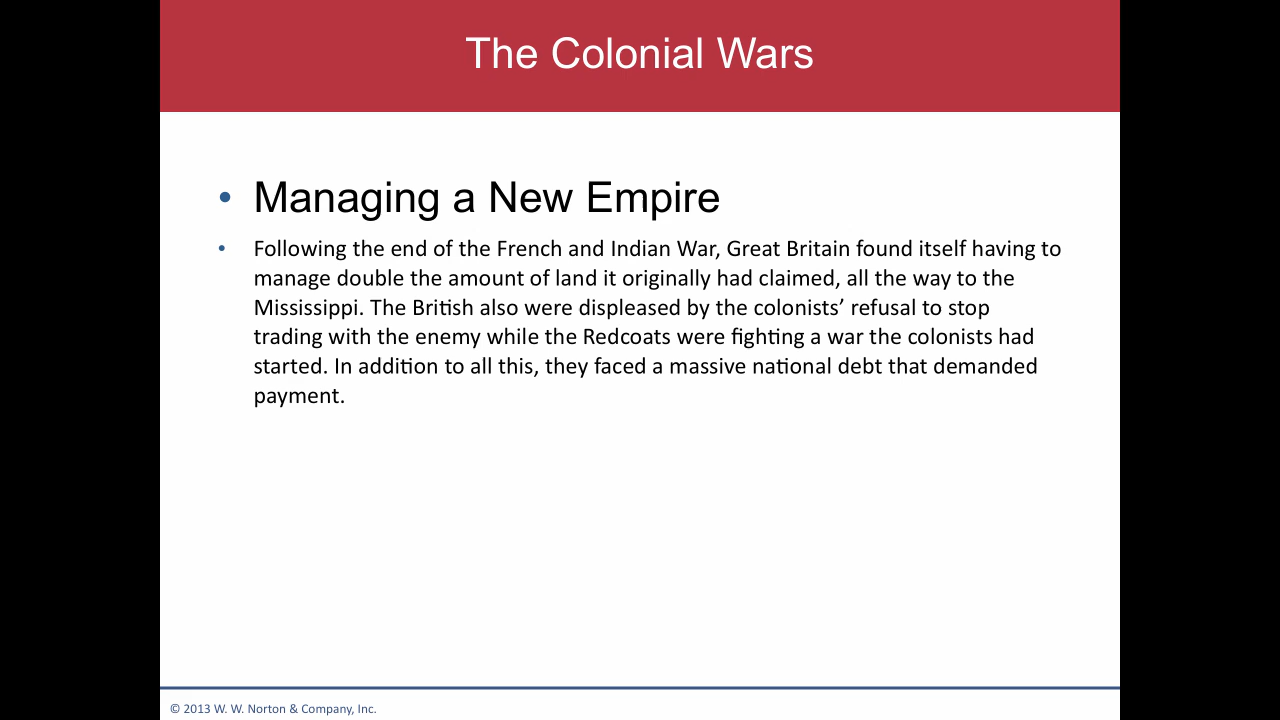 The Colonial Wars
• Managing a New Empire
• Following the end of the French and Indian War, Great Britain found itself having to
manage double the amount of land it originally had claimed, all the way to the
Mississippi. The British also were displeased by the colonists’ refusal to stop
trading with the enemy while the Redcoats were fighting a war the colonists had
started. In addition to all this, they faced a massive national debt that demanded
payment.
© 2013 W. W. Norton & Company, Inc.